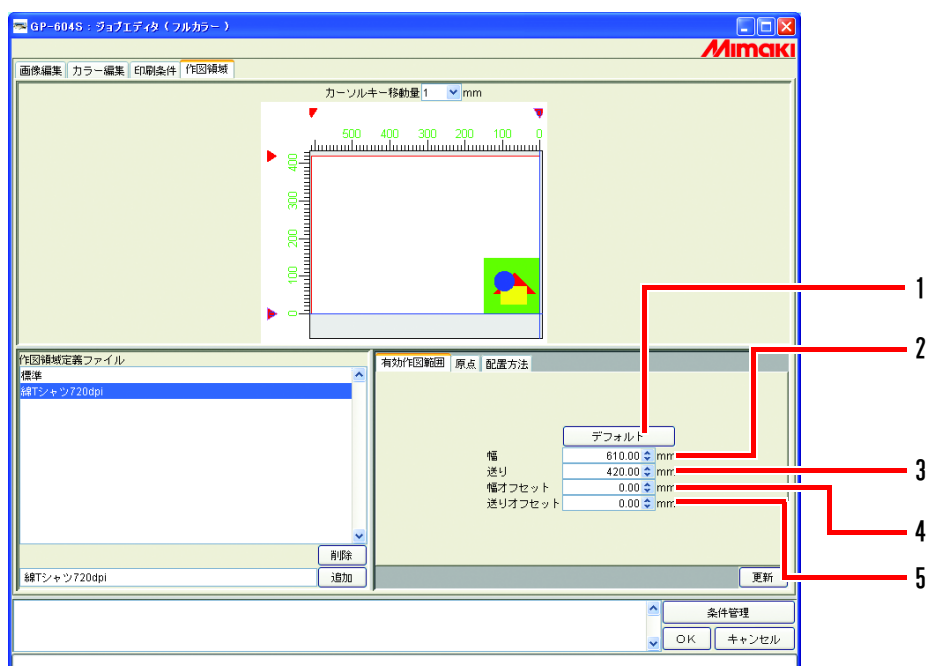 GP-604S : ジョブエディタ ( フルカラー )
Mimaki
画像編集 カラー編集 印刷条件 作図領域
カーソルキー移動量 1 mm
500 400 300 200 100 0
400
300
200
100
0
1
2
3
4
5
作図領域定義ファイル
標準
綿Tシャツ720dpi
削除
綿Tシャツ720dpi 追加
有効作図範囲 原点 配置方法
デフォルト
幅 610.00 mm
送り 420.00 mm
幅オフセット 0.00 mm
送りオフセット 0.00 mm
更新
条件管理
OK キャンセル